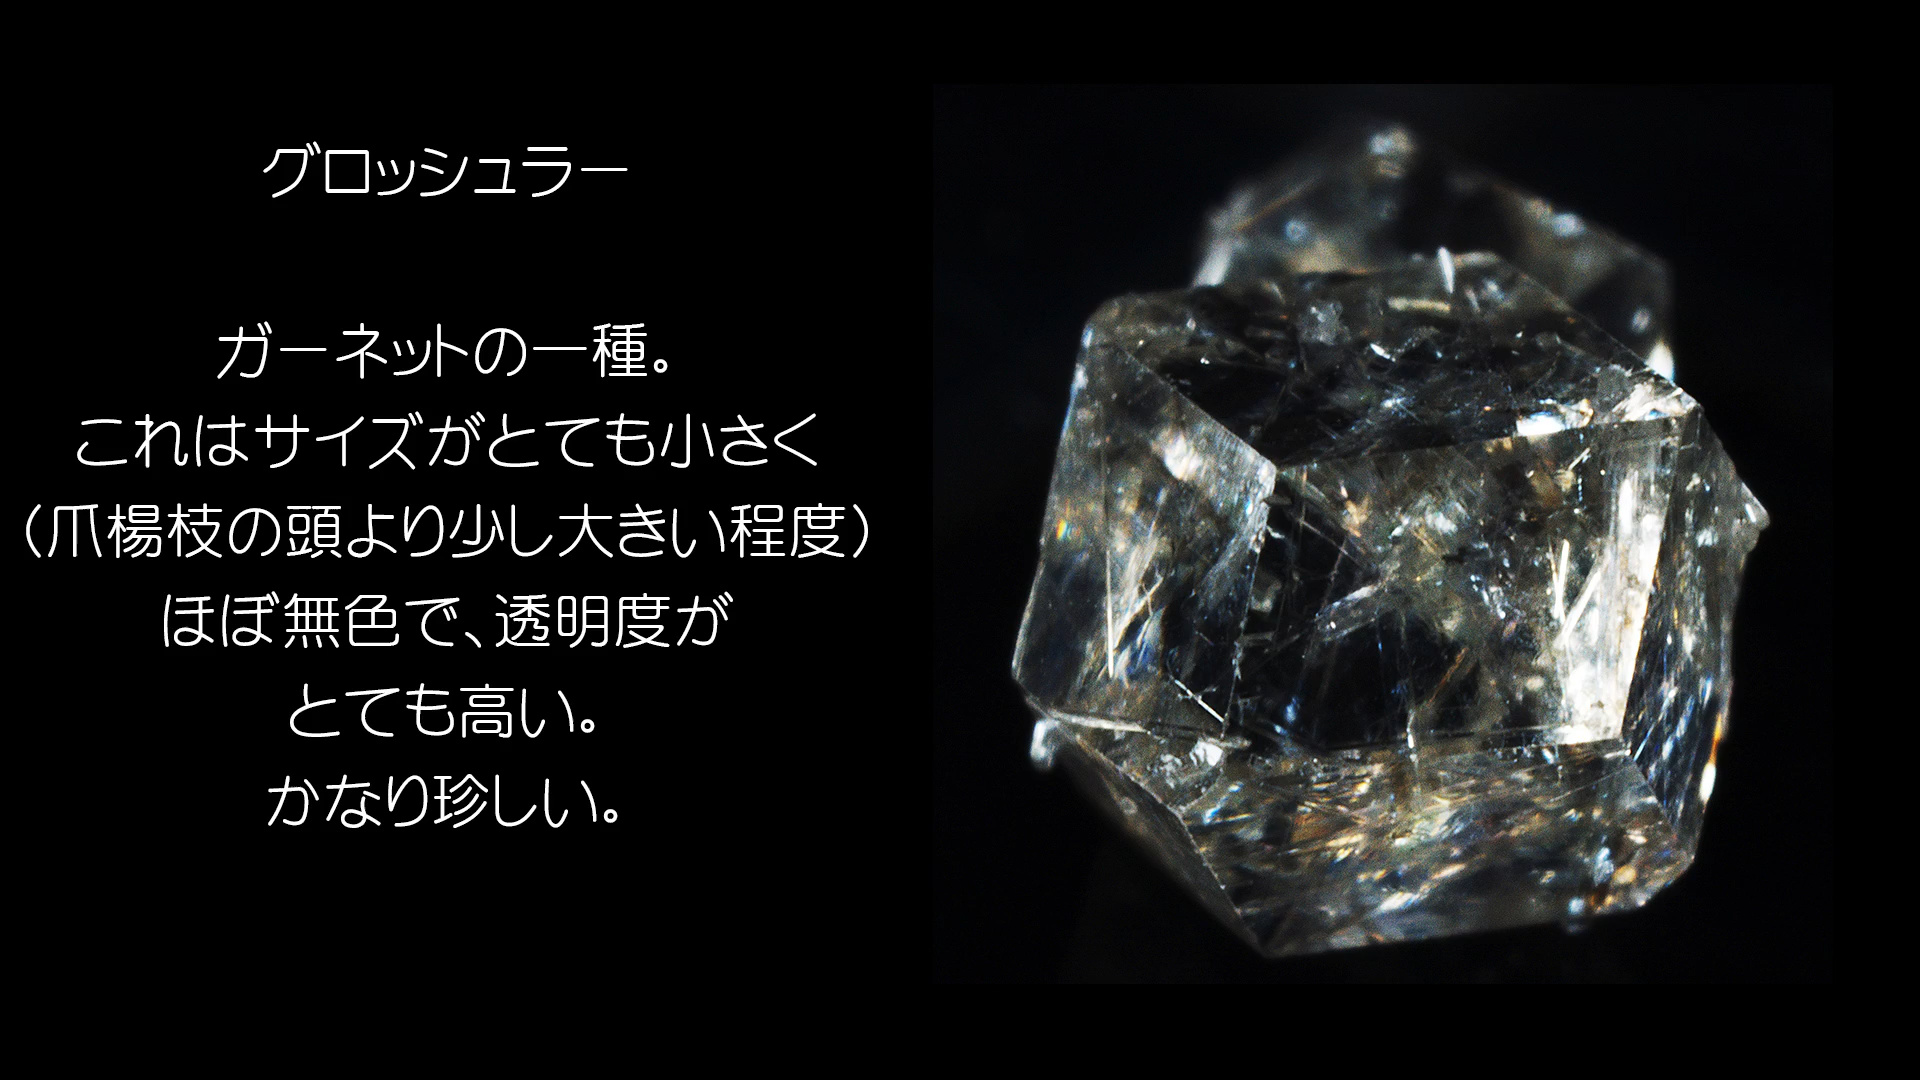 グロッシュラー
ガーネットの一種。
これはサイズがとても小さく
（爪楊枝の頭より少し大きい程度）
ほぼ無色で、透明度が
とても高い。
かなり珍しい。